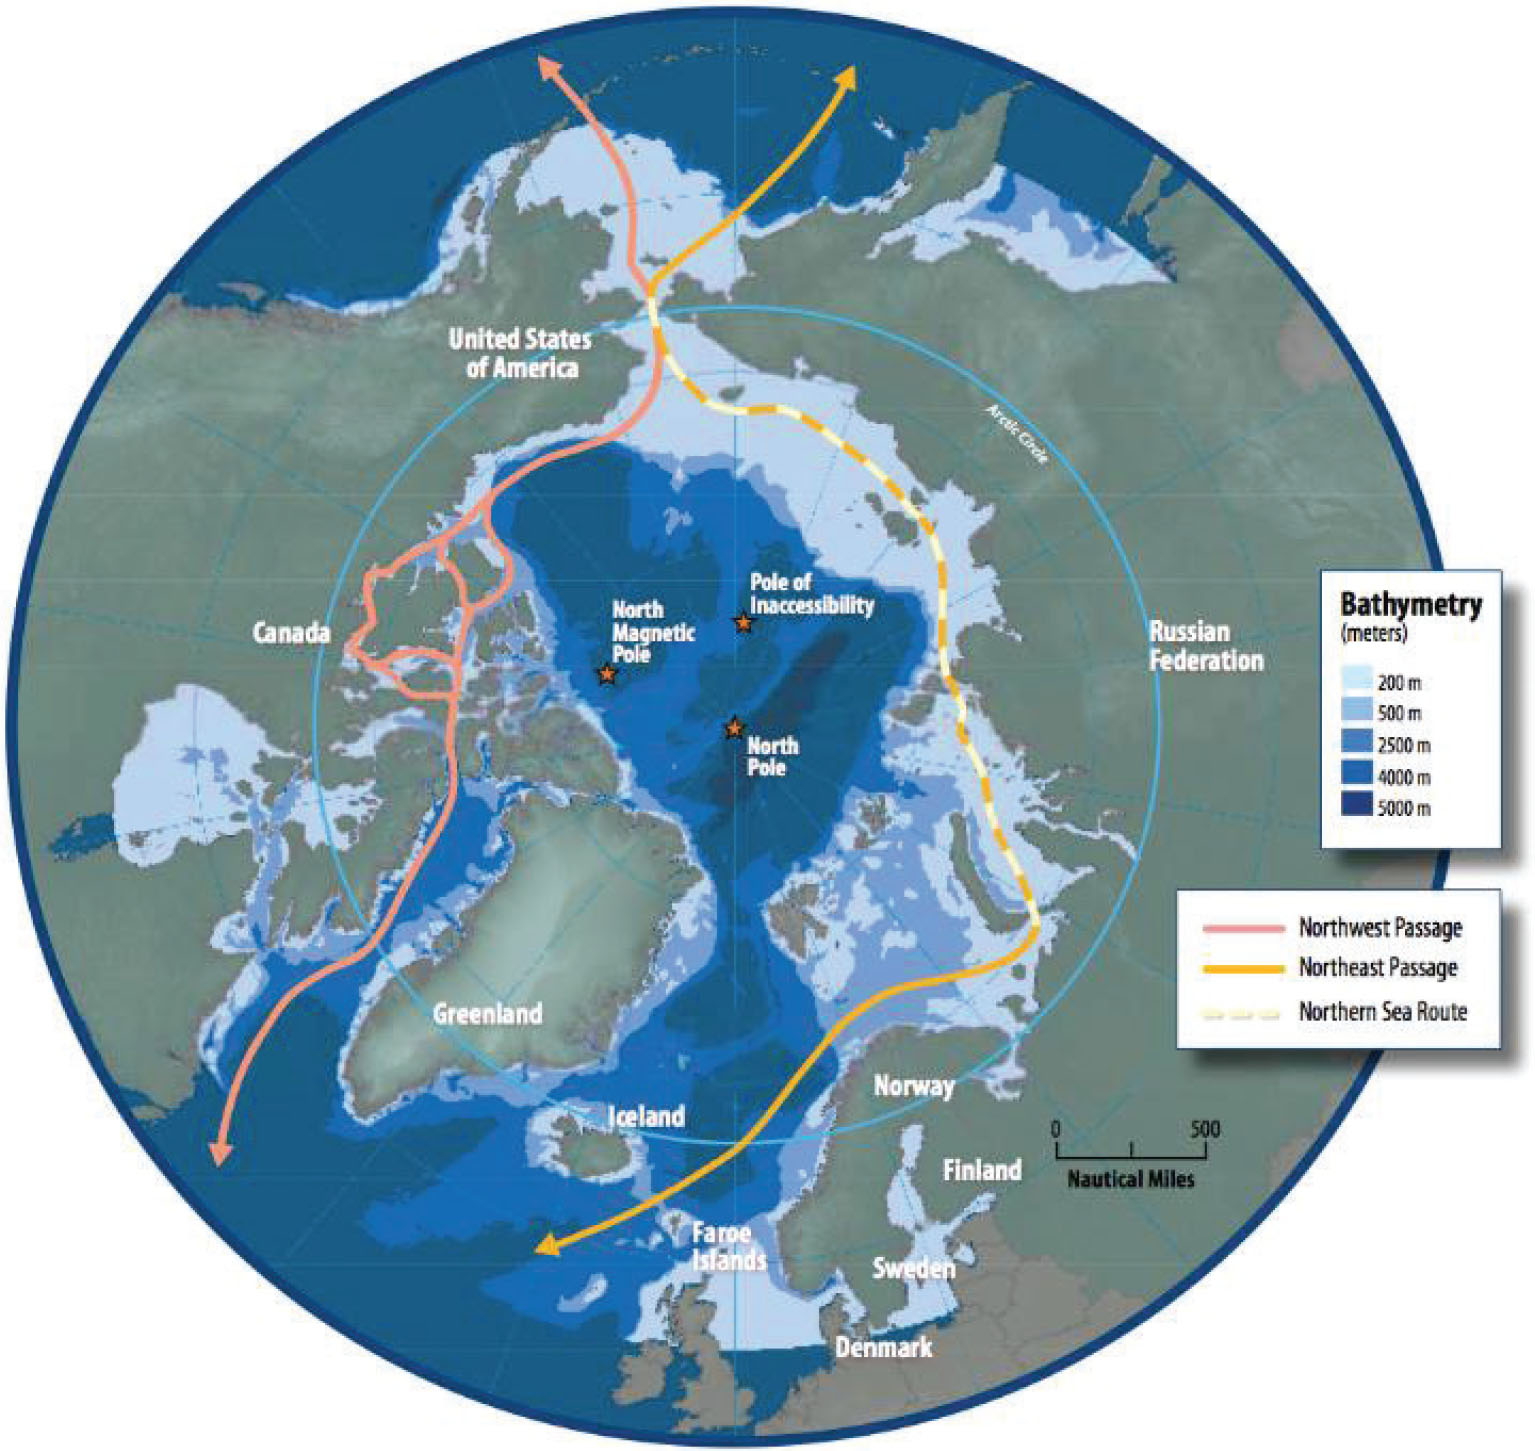 United States
of America
Arctic Circle
Pole of
Inaccessibility
North
Magnetic
Pole
Canada
Russian
Federation
North
Pole
Bathymetry
(meters)
200 m
500 m
2500 m
4000 m
5000 m
Northwest Passage
Northeast Passage
Northern Sea Route
Greenland
Norway
Iceland
0 500
Nautical Miles
Finland
Faroe
Islands
Sweden
Denmark